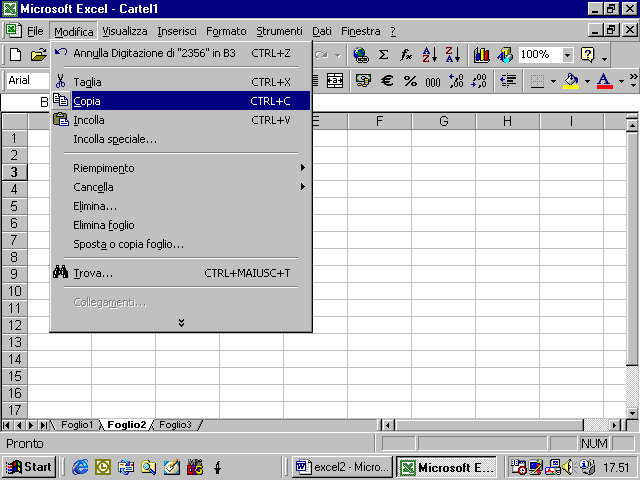 Microsoft Excel - Cartel1
File Modifica Visualizza Inserisci Formato Strumenti Dati Finestra ?
Annulla Digitazione di "2356" in B3 CTRL+Z
100%
Arial
Taglia CTRL+X
% 000
B
Copia CTRL+C
Incolla CTRL+V
E F G H I
Incolla speciale...
1
2
Riempimento
3
Cancella
4
Elimina...
5
Elimina foglio
6
Sposta o copia foglio...
7
8
Trova... CTRL+MAIUSC+T
9
10
Collegamenti...
11
12
13
14
15
16
17
Foglio1 Foglio2 Foglio3
Pronto NUM
Start excel2 - Micro... Microsoft E... 17.51